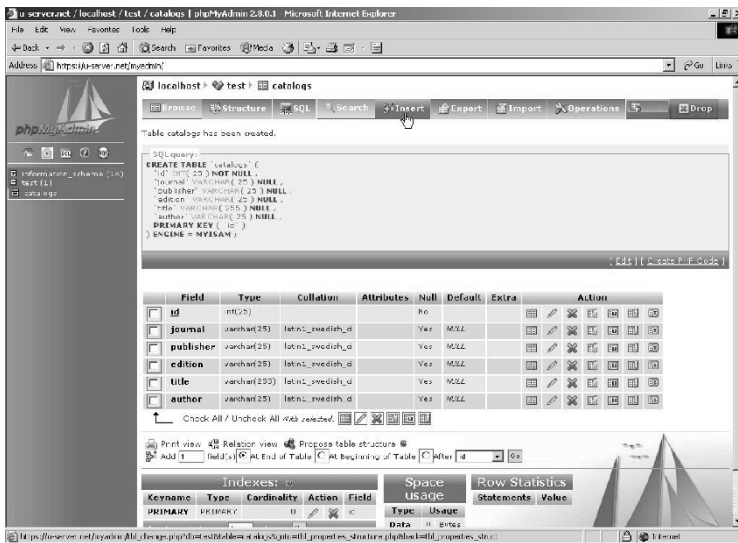 u-server.net / localhost / test / catalogs | phpMyAdmin 2.8.0.1 - Microsoft Internet Explorer
File Edit View Favorites Tools Help
Back Search Favorites Media
Address https://u-server.net/myadmin/ Go Links
localhost test catalogs
Browse Structure SQL Search Insert Export Import Operations Drop
phpMyAdmin
Table catalogs has been created.
information_schema (16)
test (1)
catalogs
SQL query:
CREATE TABLE `catalogs` (
`id` INT( 25 ) NOT NULL ,
`journal` VARCHAR( 25 ) NULL ,
`publisher` VARCHAR( 25 ) NULL ,
`edition` VARCHAR( 25 ) NULL ,
`title` VARCHAR( 255 ) NULL ,
`author` VARCHAR( 25 ) NULL ,
PRIMARY KEY ( `id` )
) ENGINE = MYISAM ;
[ Edit ] [ Create PHP Code ]
Field Type Collation Attributes Null Default Extra Action
id int(25) No
journal varchar(25) latin1_swedish_ci Yes NULL
publisher varchar(25) latin1_swedish_ci Yes NULL
edition varchar(25) latin1_swedish_ci Yes NULL
title varchar(255) latin1_swedish_ci Yes NULL
author varchar(25) latin1_swedish_ci Yes NULL
Check All / Uncheck All With selected:
Print view Relation view Propose table structure
Add 1 field(s) At End of Table At Beginning of Table After id Go
Indexes:
Keyname Type Cardinality Action Field
PRIMARY PRIMARY 0 id
Space usage
Type Usage
Data 0 Bytes
Row Statistics
Statements Value
Internet